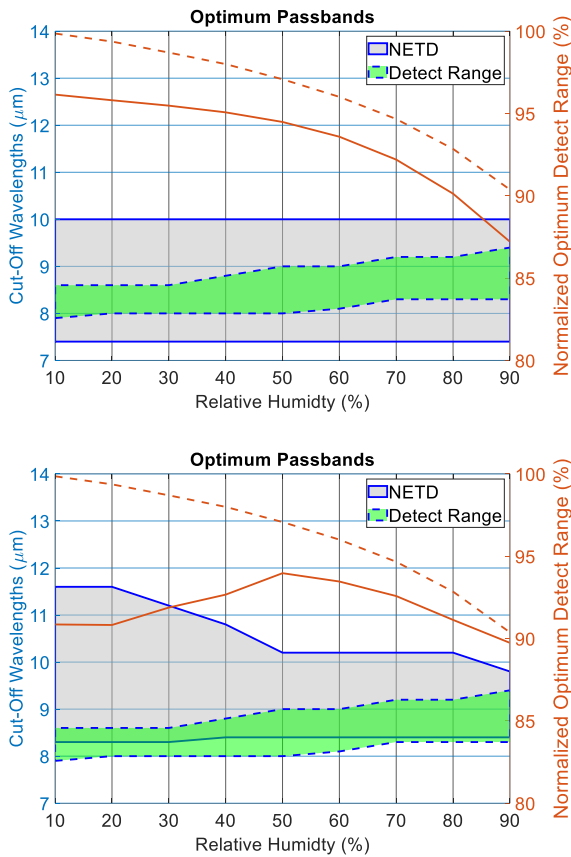 Optimum Passbands
14
13
12
11
10
9
8
7
Cut-Off Wavelengths (μm)
100
95
90
85
80
Normalized Optimum Detect Range (%)
NETD
Detect Range
10 20 30 40 50 60 70 80 90
Relative Humidty (%)
Optimum Passbands
14
13
12
11
10
9
8
7
Cut-Off Wavelengths (μm)
100
95
90
85
80
Normalized Optimum Detect Range (%)
NETD
Detect Range
10 20 30 40 50 60 70 80 90
Relative Humidty (%)